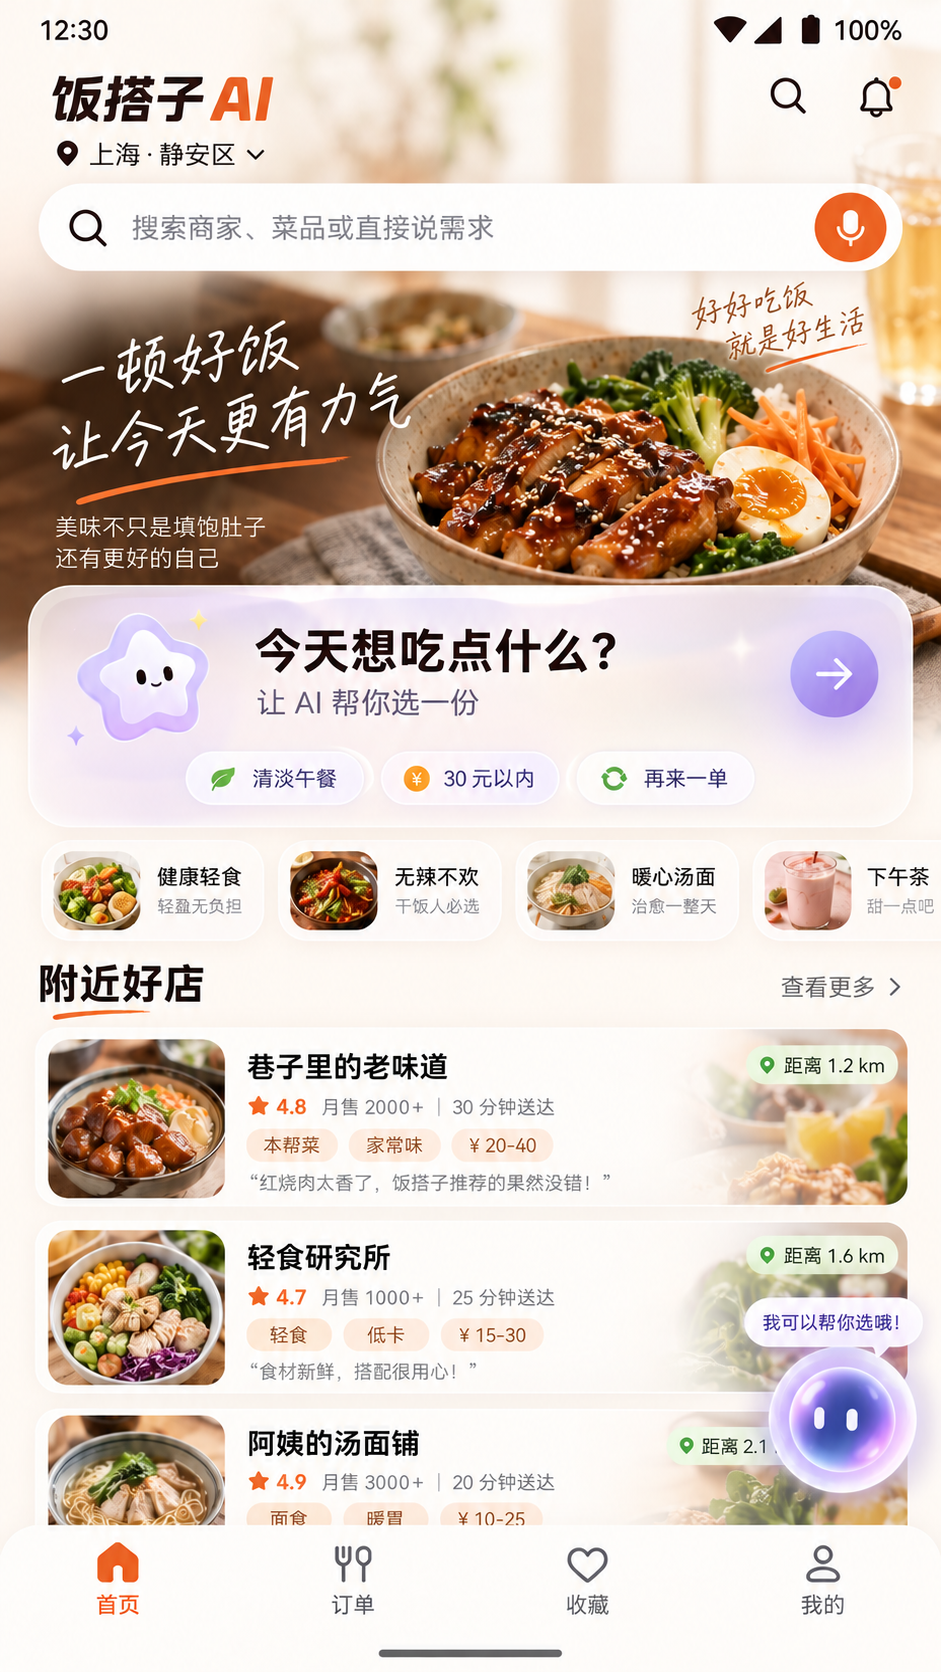 12:30
100%
饭搭子AI
上海·静安区
搜索商家、菜品或直接说需求
好好吃饭
就是好生活
一顿好饭
让今天更有力气
美味不只是填饱肚子
还有更好的自己
今天想吃点什么？
让 AI 帮你选一份
清淡午餐
¥ 30 元以内
再来一单
健康轻食
轻盈无负担
无辣不欢
干饭人必选
暖心汤面
治愈一整天
下午茶
甜一点吧
附近好店
查看更多
巷子里的老味道
距离 1.2 km
4.8 月售 2000+ | 30 分钟送达
本帮菜 家常味 ¥ 20-40
“红烧肉太香了，饭搭子推荐的果然没错！”
轻食研究所
距离 1.6 km
4.7 月售 1000+ | 25 分钟送达
轻食 低卡 ¥ 15-30
“食材新鲜，搭配很用心！”
我可以帮你选哦！
阿姨的汤面铺
距离 2.1
4.9 月售 3000+ | 20 分钟送达
面食 暖胃 ¥ 10-25
首页
订单
收藏
我的